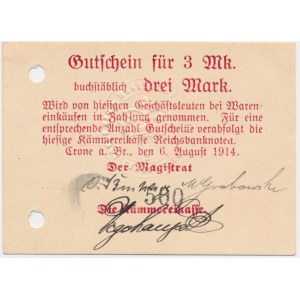 Gutschein für 3 Mk.
buchstäblich drei Mark.
Wird von hiesigen Geschäftsleuten bei Waren-
einkäufen in Zahlung genommen. Für eine
entsprechende Anzahl Gutscheine verabfolgt die
hiesige Kämmereikasse Reichsbanknoten.
Crone a. Br., den 6. August 1914.
Der Magistrat
M Grabowski
560
Die Kämmereikasse.